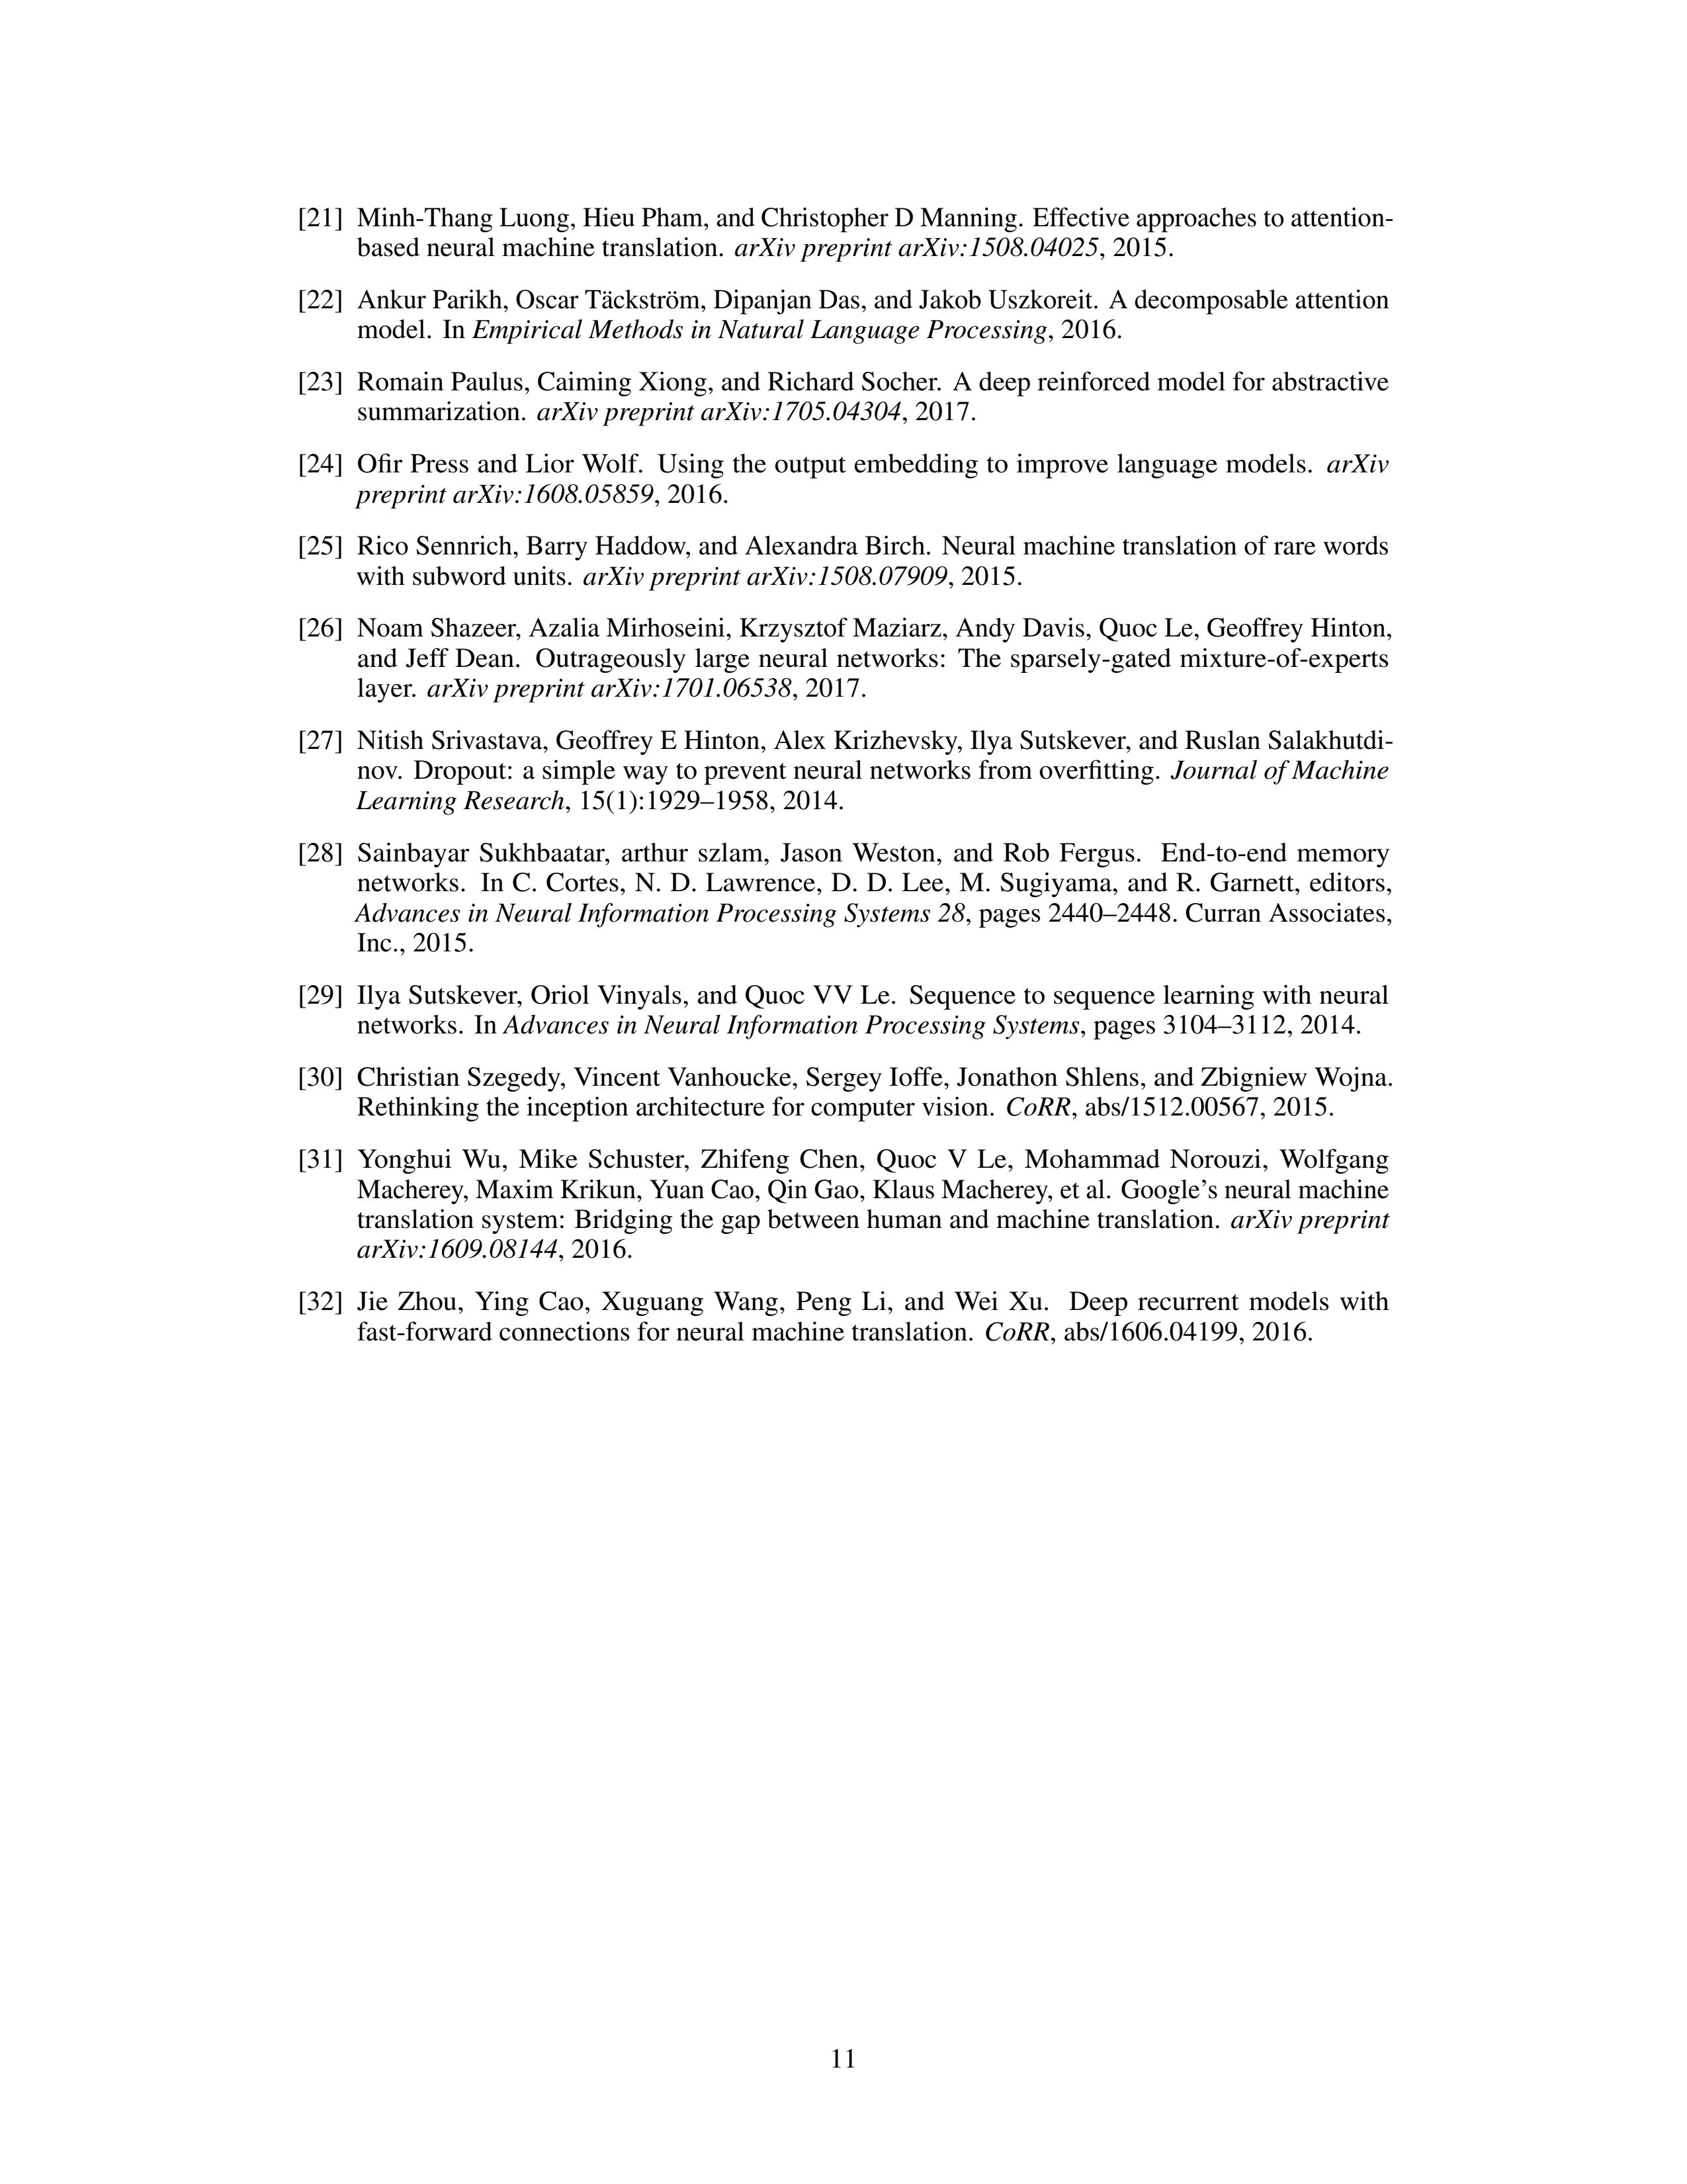 [21] Minh-Thang Luong, Hieu Pham, and Christopher D Manning. Effective approaches to attention-
based neural machine translation. arXiv preprint arXiv:1508.04025, 2015.
[22] Ankur Parikh, Oscar Täckström, Dipanjan Das, and Jakob Uszkoreit. A decomposable attention
model. In Empirical Methods in Natural Language Processing, 2016.
[23] Romain Paulus, Caiming Xiong, and Richard Socher. A deep reinforced model for abstractive
summarization. arXiv preprint arXiv:1705.04304, 2017.
[24] Ofir Press and Lior Wolf. Using the output embedding to improve language models. arXiv
preprint arXiv:1608.05859, 2016.
[25] Rico Sennrich, Barry Haddow, and Alexandra Birch. Neural machine translation of rare words
with subword units. arXiv preprint arXiv:1508.07909, 2015.
[26] Noam Shazeer, Azalia Mirhoseini, Krzysztof Maziarz, Andy Davis, Quoc Le, Geoffrey Hinton,
and Jeff Dean. Outrageously large neural networks: The sparsely-gated mixture-of-experts
layer. arXiv preprint arXiv:1701.06538, 2017.
[27] Nitish Srivastava, Geoffrey E Hinton, Alex Krizhevsky, Ilya Sutskever, and Ruslan Salakhutdi-
nov. Dropout: a simple way to prevent neural networks from overfitting. Journal of Machine
Learning Research, 15(1):1929–1958, 2014.
[28] Sainbayar Sukhbaatar, arthur szlam, Jason Weston, and Rob Fergus. End-to-end memory
networks. In C. Cortes, N. D. Lawrence, D. D. Lee, M. Sugiyama, and R. Garnett, editors,
Advances in Neural Information Processing Systems 28, pages 2440–2448. Curran Associates,
Inc., 2015.
[29] Ilya Sutskever, Oriol Vinyals, and Quoc VV Le. Sequence to sequence learning with neural
networks. In Advances in Neural Information Processing Systems, pages 3104–3112, 2014.
[30] Christian Szegedy, Vincent Vanhoucke, Sergey Ioffe, Jonathon Shlens, and Zbigniew Wojna.
Rethinking the inception architecture for computer vision. CoRR, abs/1512.00567, 2015.
[31] Yonghui Wu, Mike Schuster, Zhifeng Chen, Quoc V Le, Mohammad Norouzi, Wolfgang
Macherey, Maxim Krikun, Yuan Cao, Qin Gao, Klaus Macherey, et al. Google’s neural machine
translation system: Bridging the gap between human and machine translation. arXiv preprint
arXiv:1609.08144, 2016.
[32] Jie Zhou, Ying Cao, Xuguang Wang, Peng Li, and Wei Xu. Deep recurrent models with
fast-forward connections for neural machine translation. CoRR, abs/1606.04199, 2016.
11